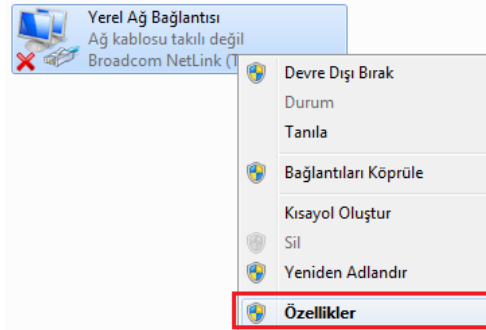 Yerel Ağ Bağlantısı
Ağ kablosu takılı değil
Broadcom NetLink (T
Devre Dışı Bırak
Durum
Tanıla
Bağlantıları Köprüle
Kısayol Oluştur
Sil
Yeniden Adlandır
Özellikler